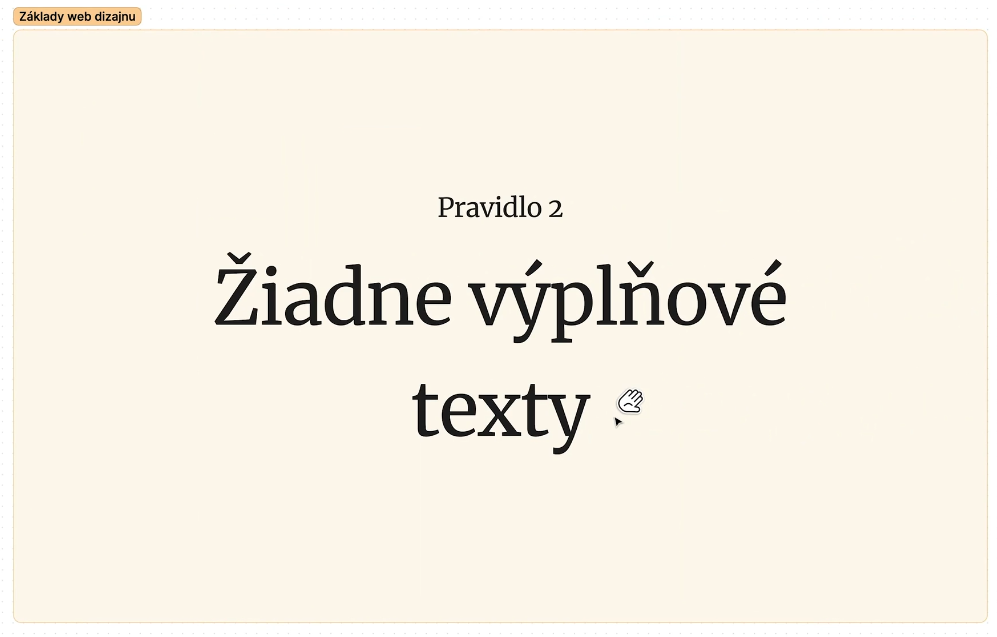 Základy web dizajnu
Pravidlo 2
Žiadne výplňové
texty